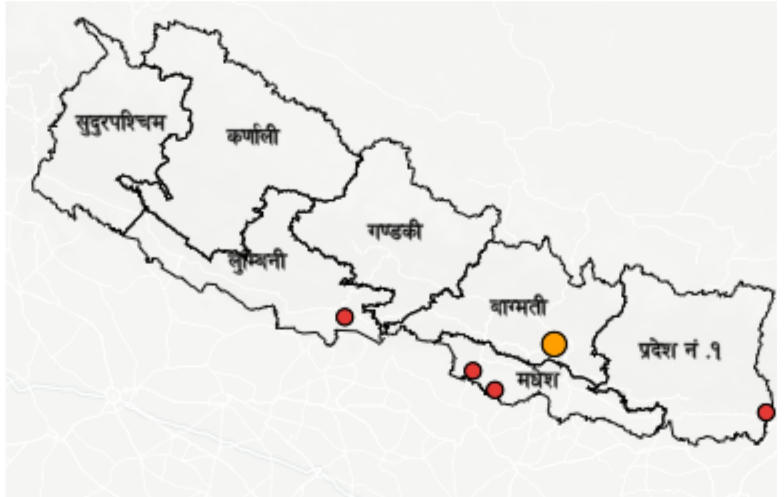 सुदुरपश्चिम
कर्णाली
गण्डकी
लुम्बिनी
बाग्मती
प्रदेश नं .१
मधेश